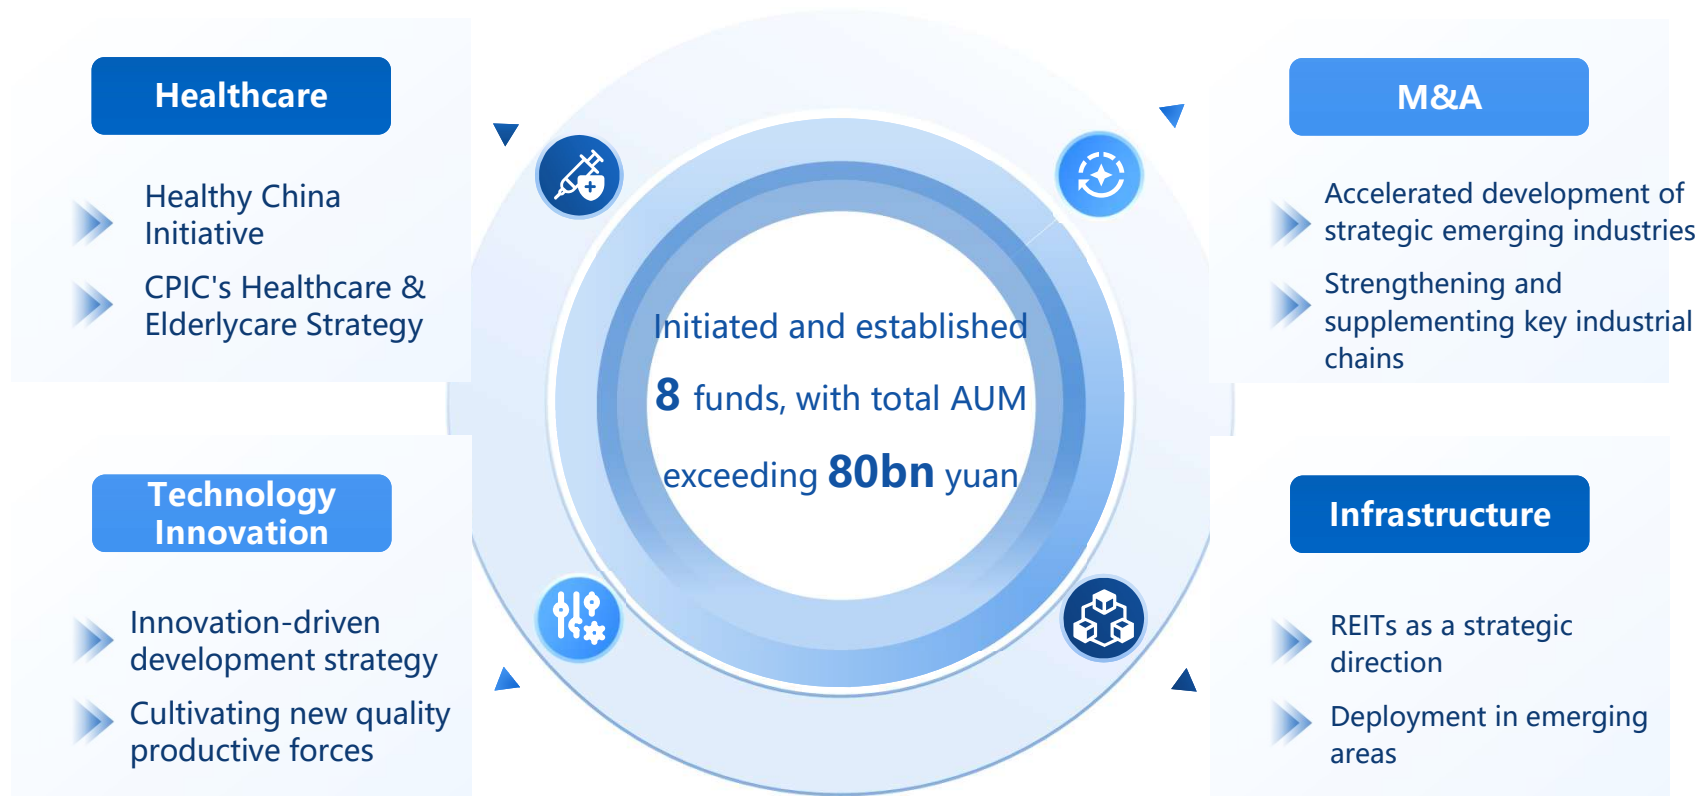 Healthcare
Healthy China
Initiative
CPIC's Healthcare &
Elderlycare Strategy
M&A
Accelerated development of
strategic emerging industries
Strengthening and
supplementing key industrial
chains
Initiated and established
8 funds, with total AUM
exceeding 80bn yuan
Technology
Innovation
Innovation-driven
development strategy
Cultivating new quality
productive forces
Infrastructure
REITs as a strategic
direction
Deployment in emerging
areas